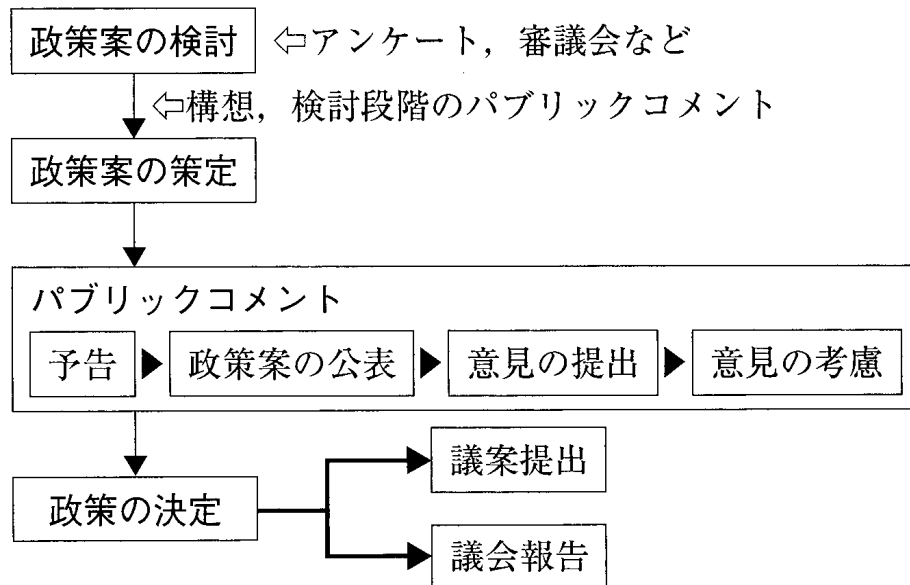 政策案の検討 ⇦アンケート，審議会など
⇦構想，検討段階のパブリックコメント
政策案の策定
パブリックコメント
予告 ▶ 政策案の公表 ▶ 意見の提出 ▶ 意見の考慮
議案提出
政策の決定
議会報告